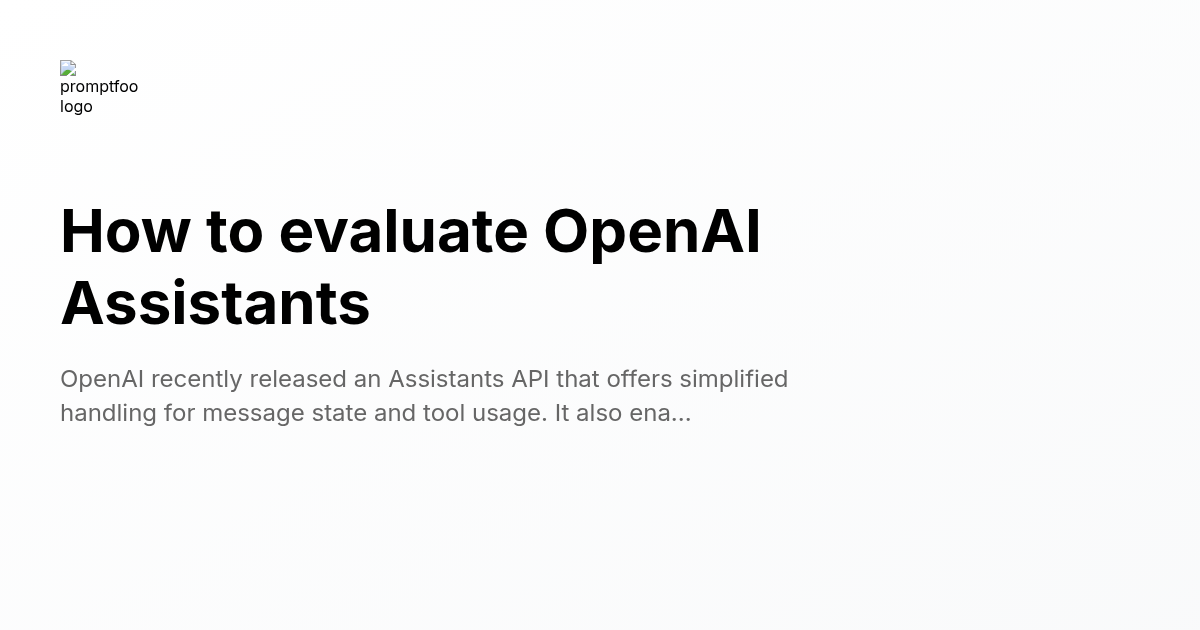 promptfoo
logo
How to evaluate OpenAI
Assistants
OpenAI recently released an Assistants API that offers simplified
handling for message state and tool usage. It also ena...